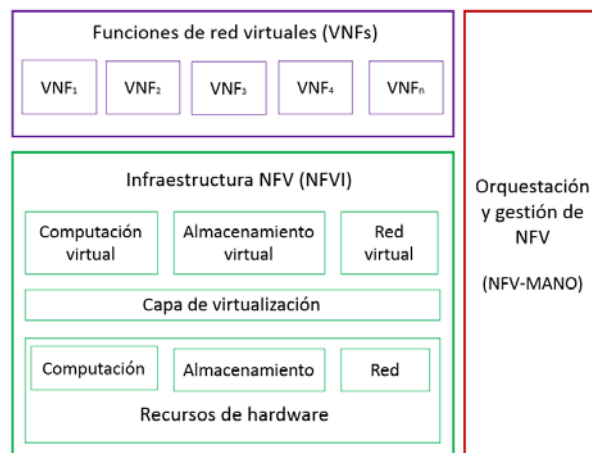 Funciones de red virtuales (VNFs)
VNF₁
VNF₂
VNF₃
VNF₄
VNFₙ
Infraestructura NFV (NFVI)
Computación
virtual
Almacenamiento
virtual
Red
virtual
Capa de virtualización
Computación
Almacenamiento
Red
Recursos de hardware
Orquestación
y gestión de
NFV
(NFV-MANO)